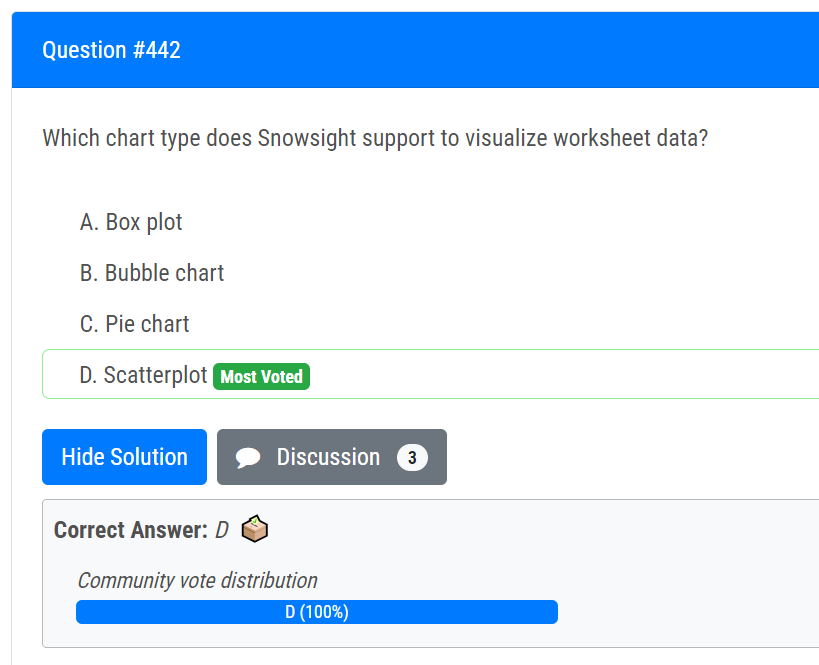 Question #442
Which chart type does Snowsight support to visualize worksheet data?
A. Box plot
B. Bubble chart
C. Pie chart
D. Scatterplot Most Voted
Hide Solution Discussion 3
Correct Answer: D
Community vote distribution
D (100%)